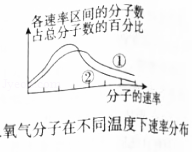 各速率区间的分子数
占总分子数的百分比
①
②
分子的速率
.氧气分子在不同温度下速率分布